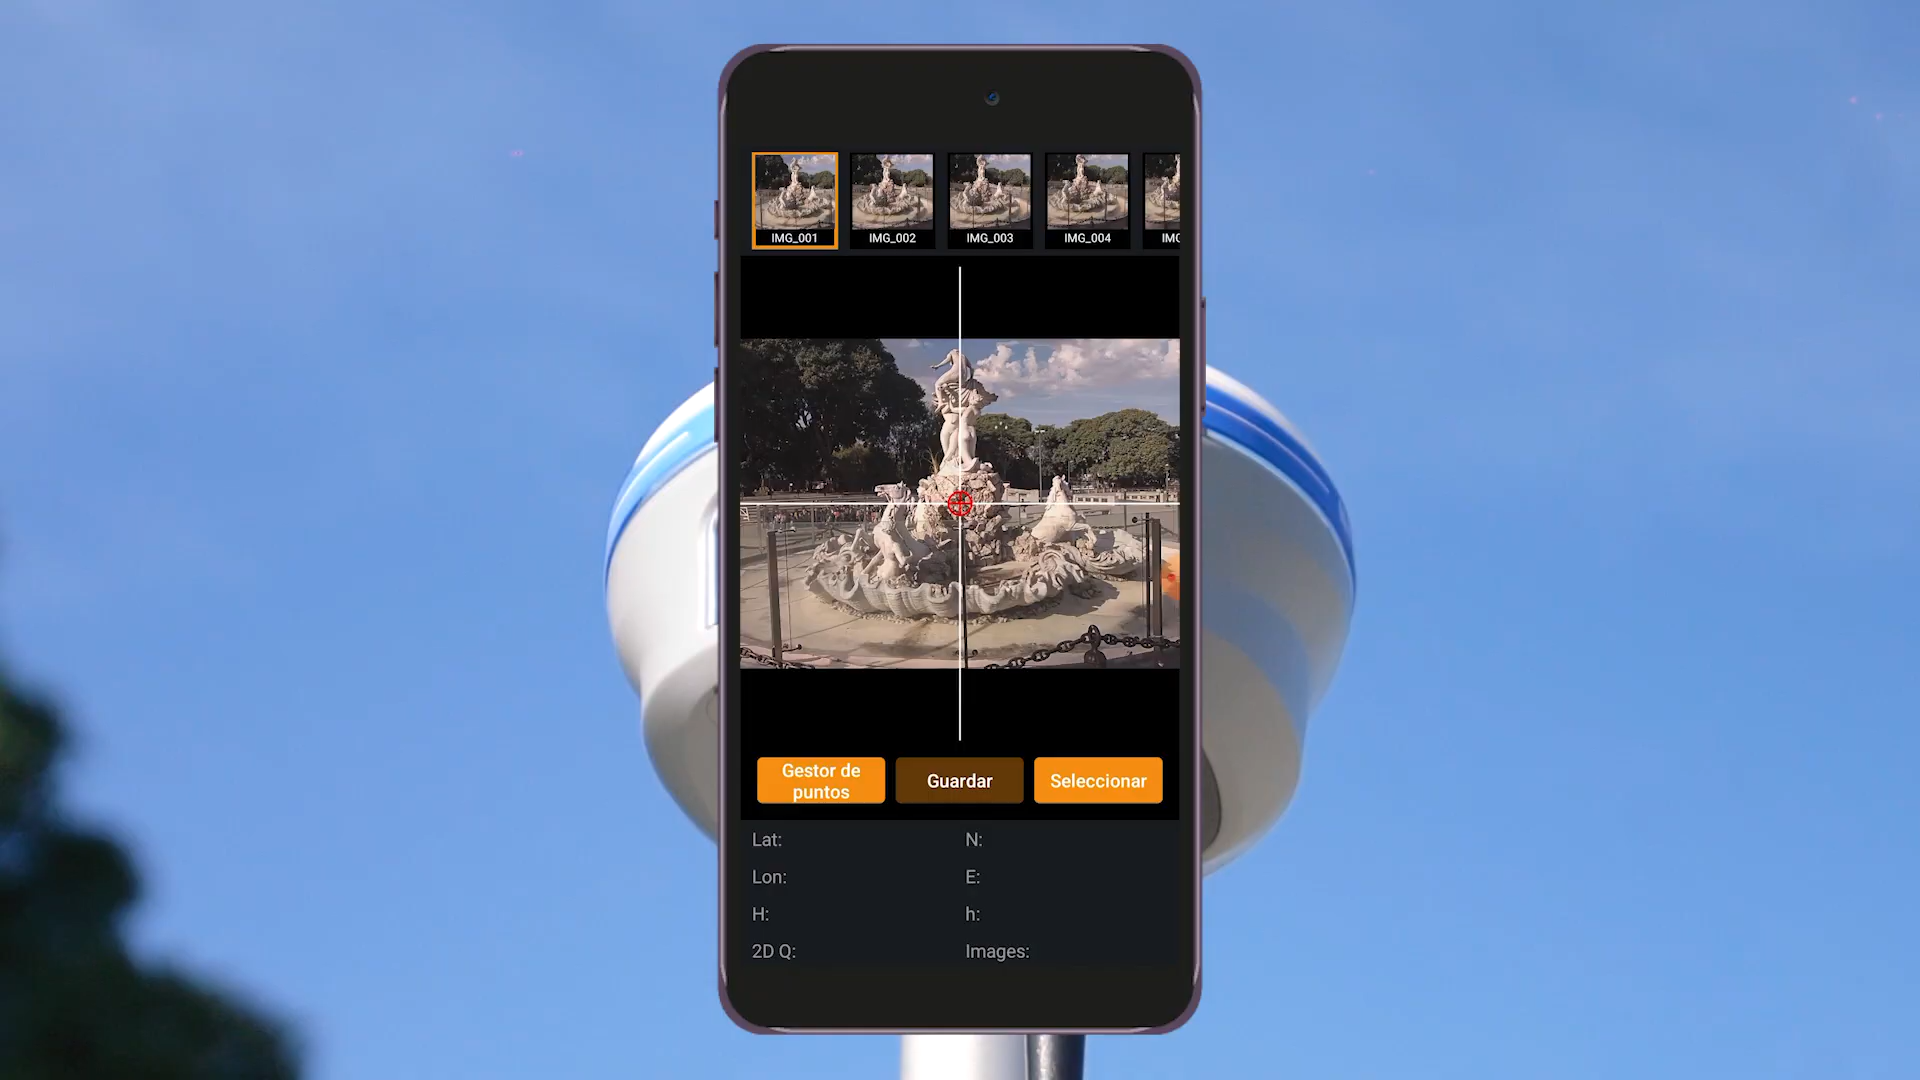 IMG_001
IMG_002
IMG_003
IMG_004
Gestor de
puntos
Guardar
Seleccionar
Lat:
N:
Lon:
E:
H:
h:
2D Q:
Images: